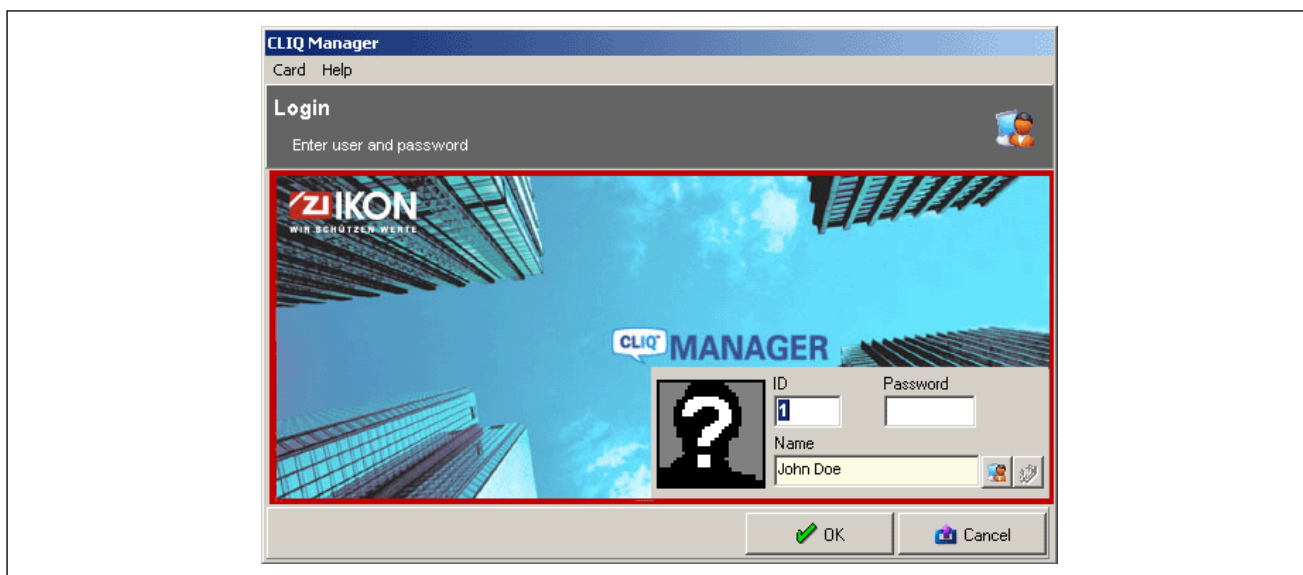 CLIQ Manager
Card Help
Login
Enter user and password
ZI IKON
WIR SCHÜTZEN WERTE
CLIQ™ MANAGER
ID Password
1
Name
John Doe
OK Cancel